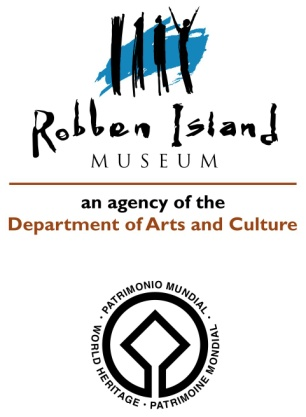 Robben Island
MUSEUM
an agency of the
Department of Arts and Culture
· PATRIMONIO MUNDIAL · WORLD HERITAGE · PATRIMOINE MONDIAL